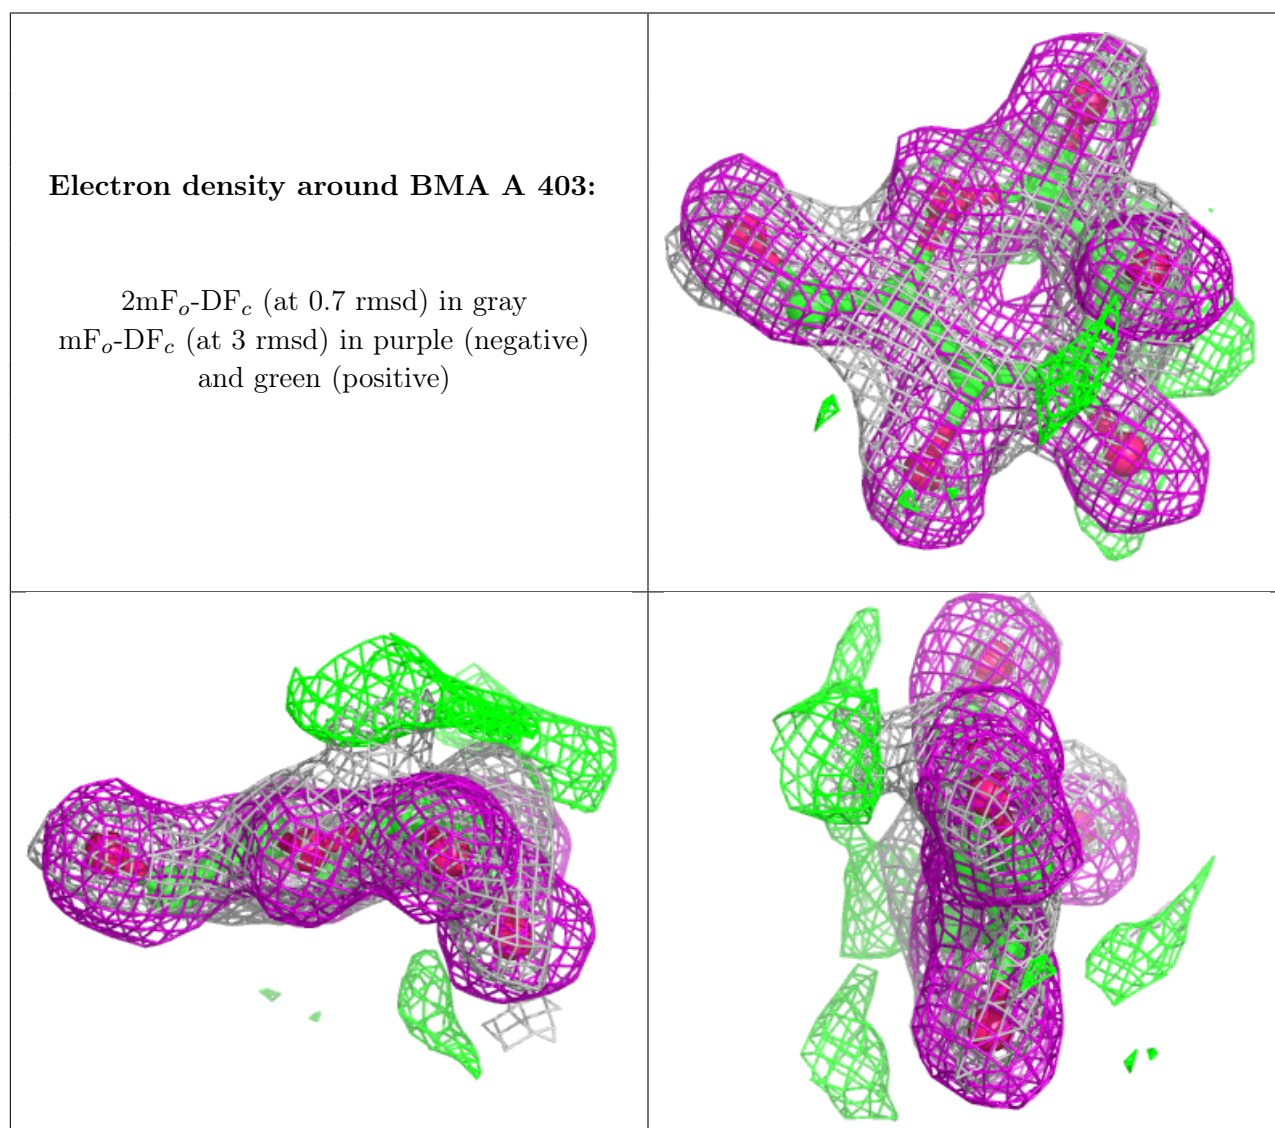 Electron density around BMA A 403:
2mFo-DFc (at 0.7 rmsd) in gray
mFo-DFc (at 3 rmsd) in purple (negative)
and green (positive)